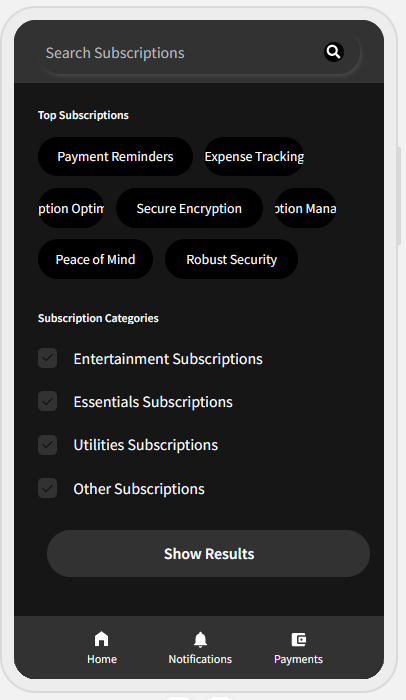 Search Subscriptions
Top Subscriptions
Payment Reminders Expense Tracking
ption Optim Secure Encryption ption Mana
Peace of Mind Robust Security
Subscription Categories
Entertainment Subscriptions
Essentials Subscriptions
Utilities Subscriptions
Other Subscriptions
Show Results
Home Notifications Payments